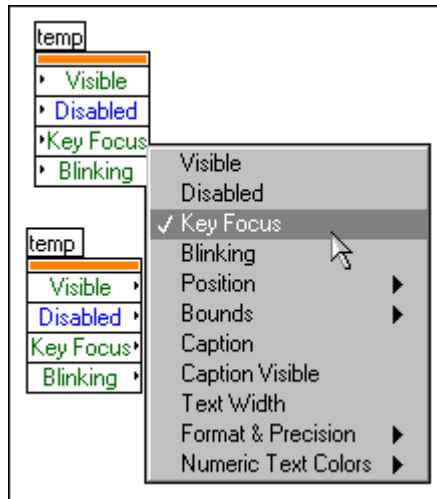 temp
Visible
Disabled
Key Focus
Blinking
temp
Visible
Disabled
Key Focus
Blinking
Visible
Disabled
Key Focus
Blinking
Position
Bounds
Caption
Caption Visible
Text Width
Format & Precision
Numeric Text Colors